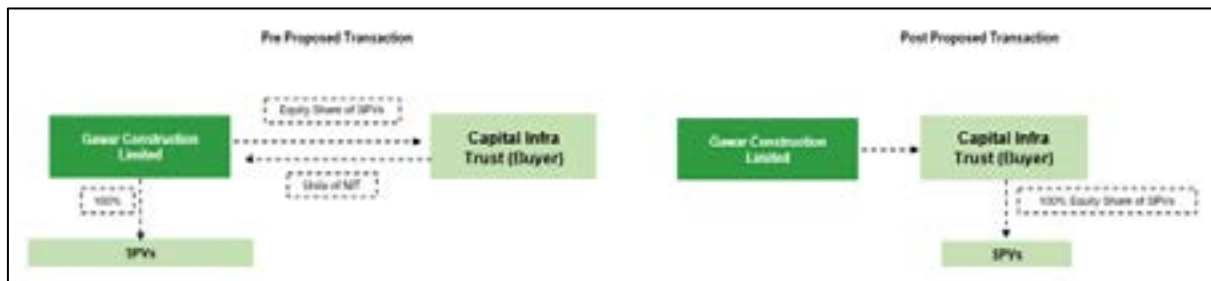 Pre Proposed Transaction
Post Proposed Transaction
Equity Share of SPVs
Gawar Construction
Limited
Capital Infra
Trust (Buyer)
Units of
100%
SPVs
Gawar Construction
Limited
Capital Infra
Trust (Buyer)
100% Equity Share of SPVs
SPVs